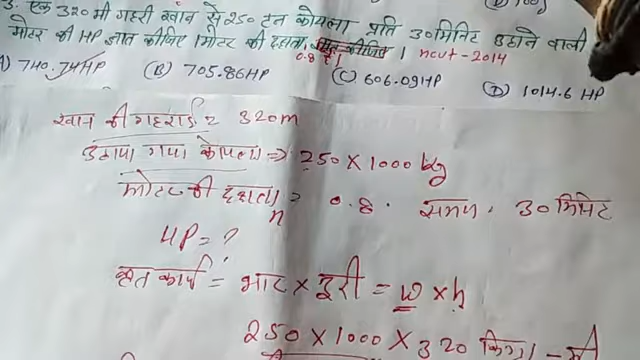 3. एक 320 मी गहरी खान से 250 टन कोयला प्रति 30 मिनिट उठाने वाली
मोटर की HP ज्ञात कीजिए । मोटर की दक्षता 0.8 है। ncvt-2014
A) 740.74HP (B) 705.86HP (C) 606.09HP (D) 1014.6 HP
खान की गहराई = 320m
उठाया गया कोयला => 250 X 1000 kg
मोटर की दक्षता n = 0.8. समय . 30 मिनिट
HP = ?
कृत कार्य = भार x दूरी = w x h
250 X 1000 X 320 किग्रा - मी